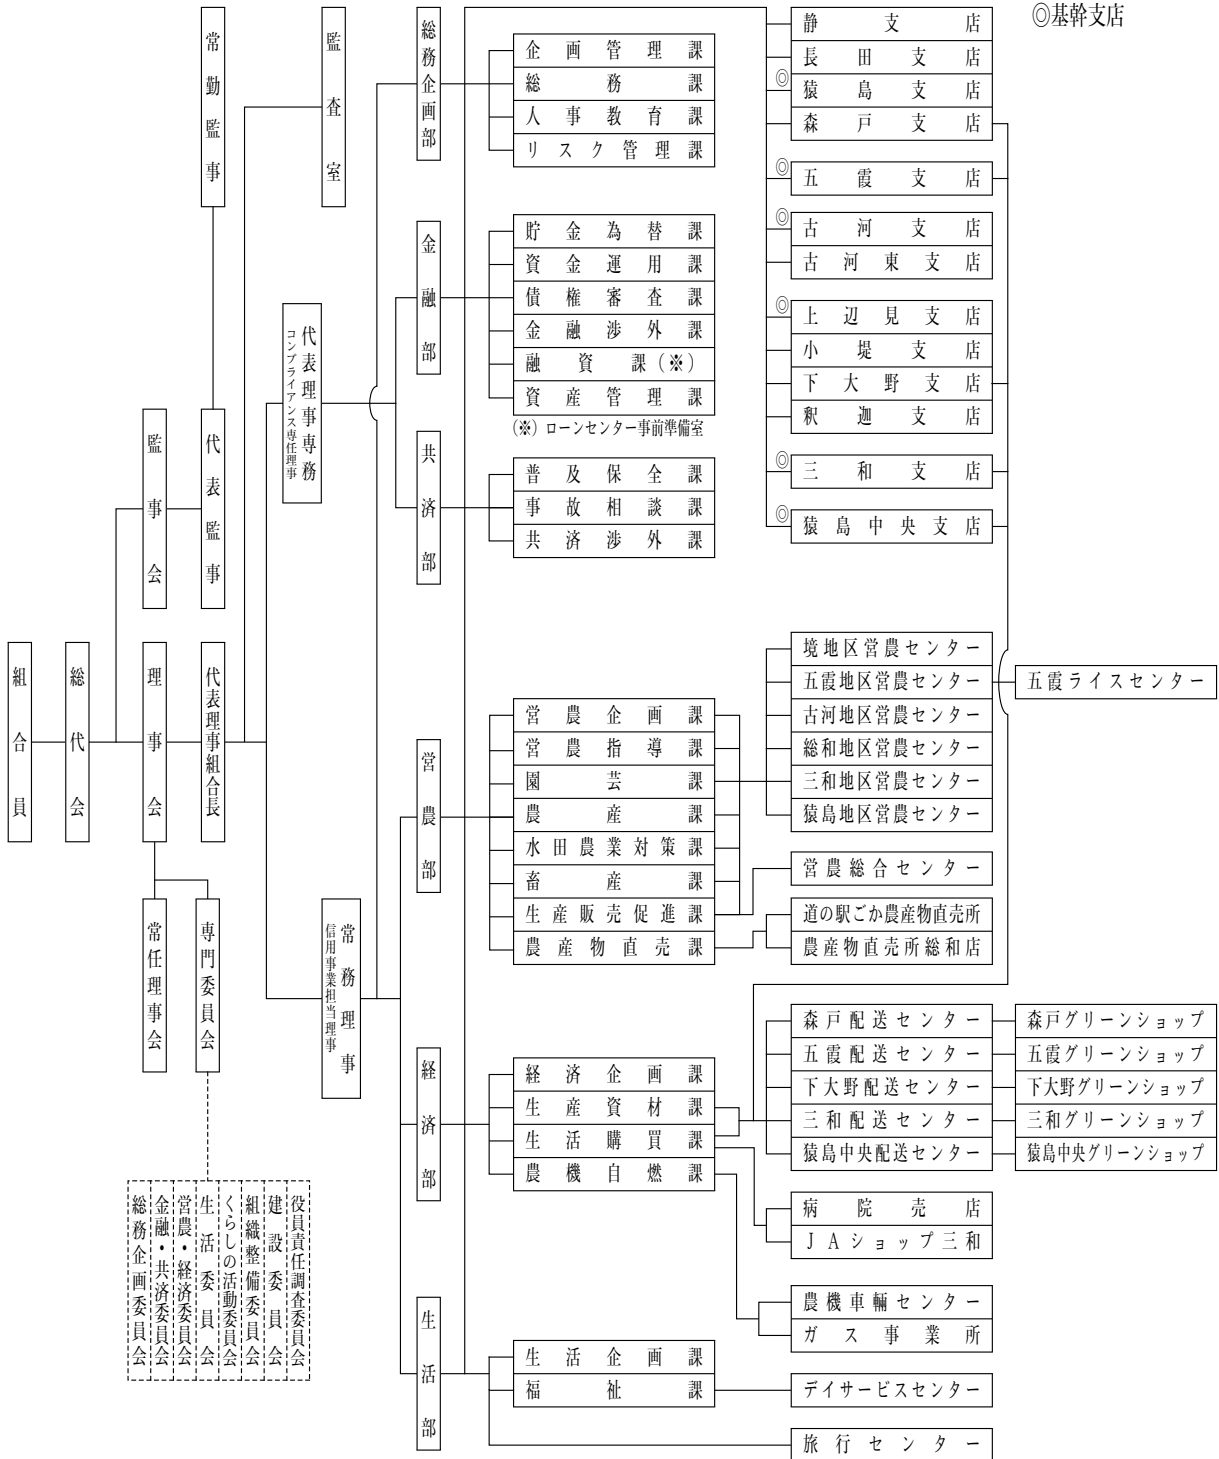 ◎基幹支店
組合員
総代会
監事会
理事会
常勤監事
代表監事
代表理事組合長
常任理事会
専門委員会
総務企画委員会
金融・共済委員会
営農・経済委員会
生活委員会
くらしの活動委員会
組織整備委員会
建設委員会
役員責任調査委員会
監査室
代表理事専務
コンプライアンス専任理事
常務理事
信用事業担当理事
総務企画部
企画管理課
総務課
人事教育課
リスク管理課
金融部
貯金為替課
資金運用課
債権審査課
金融渉外課
融資課(※)
資産管理課
(※)ローンセンター事前準備室
共済部
普及保全課
事故相談課
共済渉外課
営農部
営農企画課
営農指導課
園芸課
農産課
水田農業対策課
畜産課
生産販売促進課
農産物直売課
経済部
経済企画課
生産資材課
生活購買課
農機自燃課
生活部
生活企画課
福祉課
静支店
長田支店
◎猿島支店
森戸支店
◎五霞支店
◎古河支店
古河東支店
◎上辺見支店
小堤支店
下大野支店
釈迦支店
◎三和支店
◎猿島中央支店
境地区営農センター
五霞地区営農センター
古河地区営農センター
総和地区営農センター
三和地区営農センター
猿島地区営農センター
五霞ライスセンター
営農総合センター
道の駅ごか農産物直売所
農産物直売所総和店
森戸配送センター
五霞配送センター
下大野配送センター
三和配送センター
猿島中央配送センター
森戸グリーンショップ
五霞グリーンショップ
下大野グリーンショップ
三和グリーンショップ
猿島中央グリーンショップ
病院売店
JAショップ三和
農機車輛センター
ガス事業所
デイサービスセンター
旅行センター